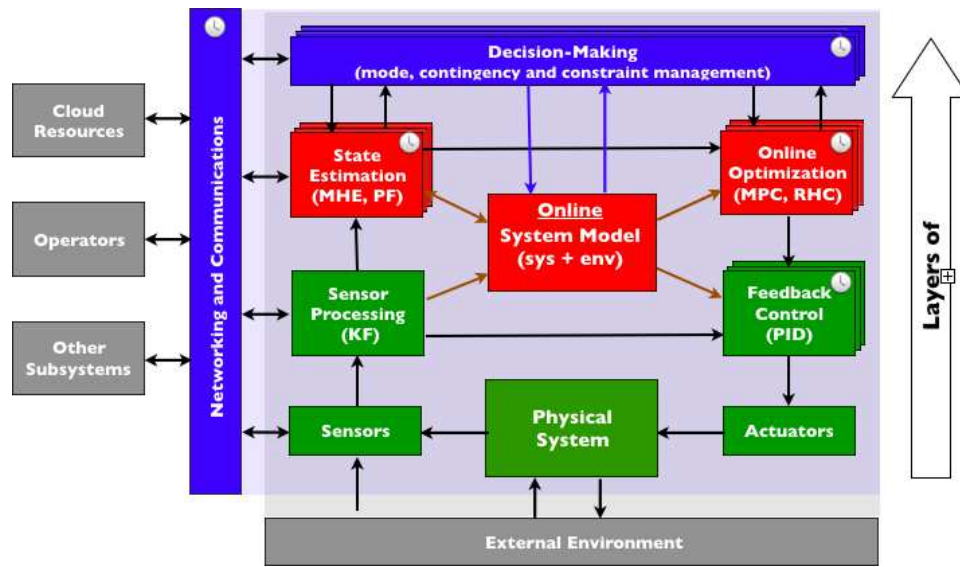 Decision-Making
(mode, contingency and constraint management)
Cloud
Resources
Operators
Other
Subsystems
Networking and Communications
State
Estimation
(MHE, PF)
Online
Optimization
(MPC, RHC)
Online
System Model
(sys + env)
Sensor
Processing
(KF)
Feedback
Control
(PID)
Sensors
Physical
System
Actuators
External Environment
Layers of